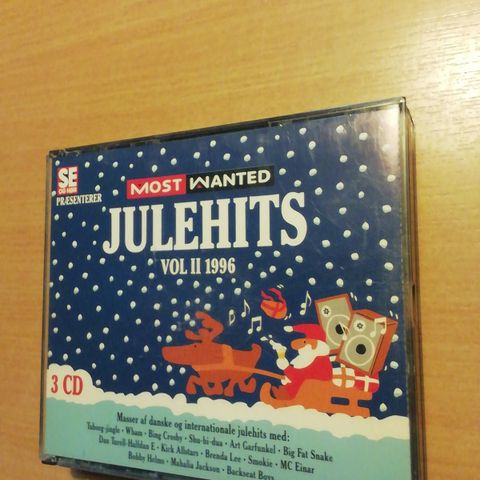 SE
OG HØR
PRÆSENTERER
MOST WANTED
JULEHITS
VOL II 1996
3 CD
Masser af danske og internationale julehits med:
Tuborg-jingle · Wham · Bing Crosby · Shu-bi-dua · Art Garfunkel · Big Fat Snake
Dan Turell-Halfdan E · Kick Allstars · Brenda Lee · Smokie · MC Einar
Bobby Helms · Mahalia Jackson · Backseat Boys